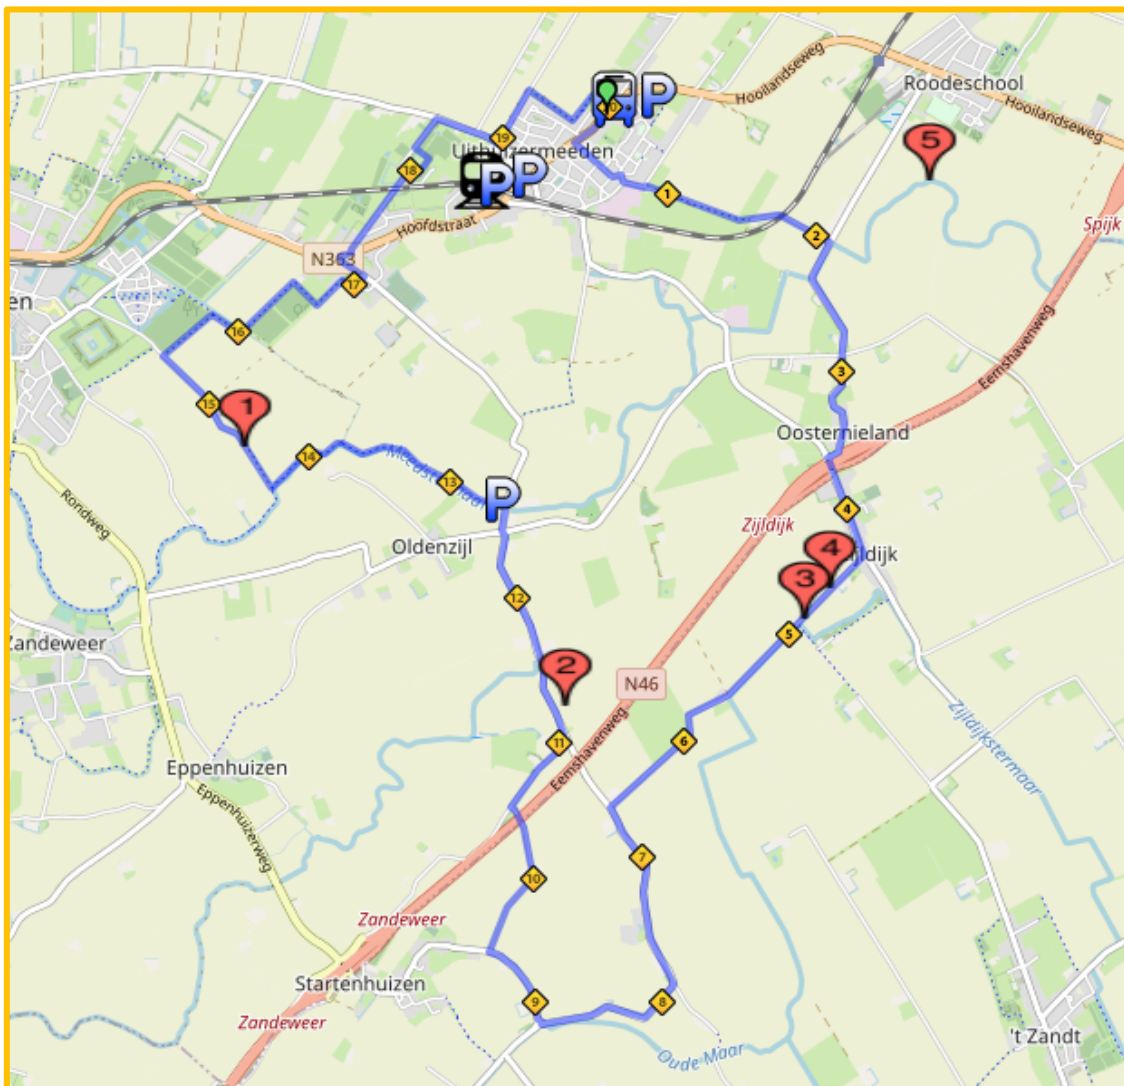 Roodeschool
Hooilandseweg
Hooilandseweg
5
P
20
19
Uithuizermeeden
18
P
P
1
2
Hoofdstraat
Spijk
N363
17
en
16
3
Eemshavenweg
15
1
Oosternieland
14
13
P
4
Rondweg
Zijldijk
Oldenzijl
4
3
12
5
Zandeweer
2
N46
Zijldijkstermaar
11
6
Eppenhuizen
Eemshavenweg
Eppenhuizerweg
7
10
Zandeweer
Startenhuizen
9
8
Zandeweer
't Zandt
Oude Maar